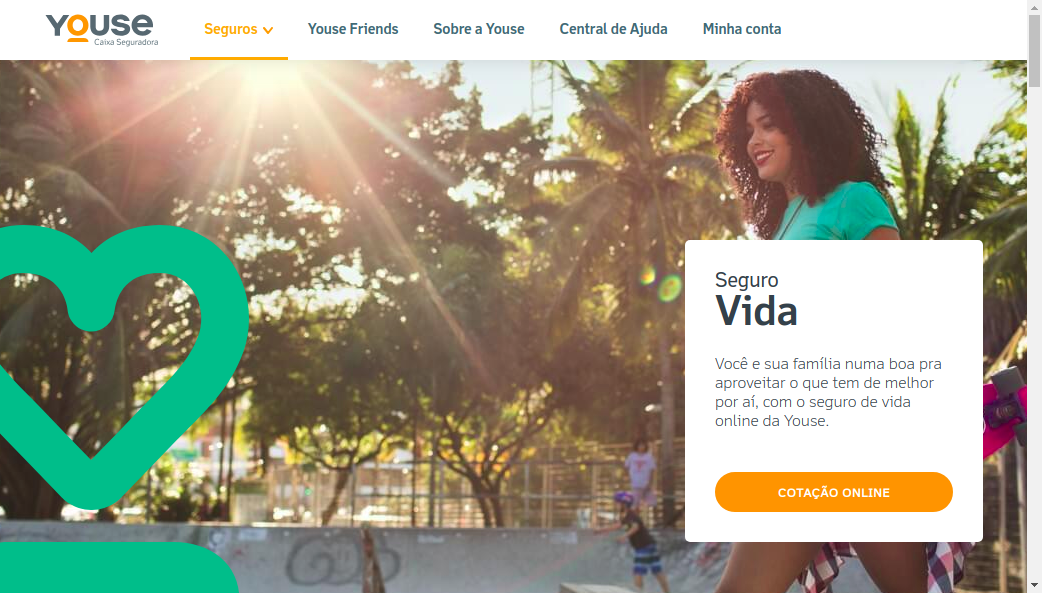 Youse
Caixa Seguradora
Seguros
Youse Friends
Sobre a Youse
Central de Ajuda
Minha conta
Seguro
Vida
Você e sua família numa boa pra
aproveitar o que tem de melhor
por aí, com o seguro de vida
online da Youse.
COTAÇÃO ONLINE